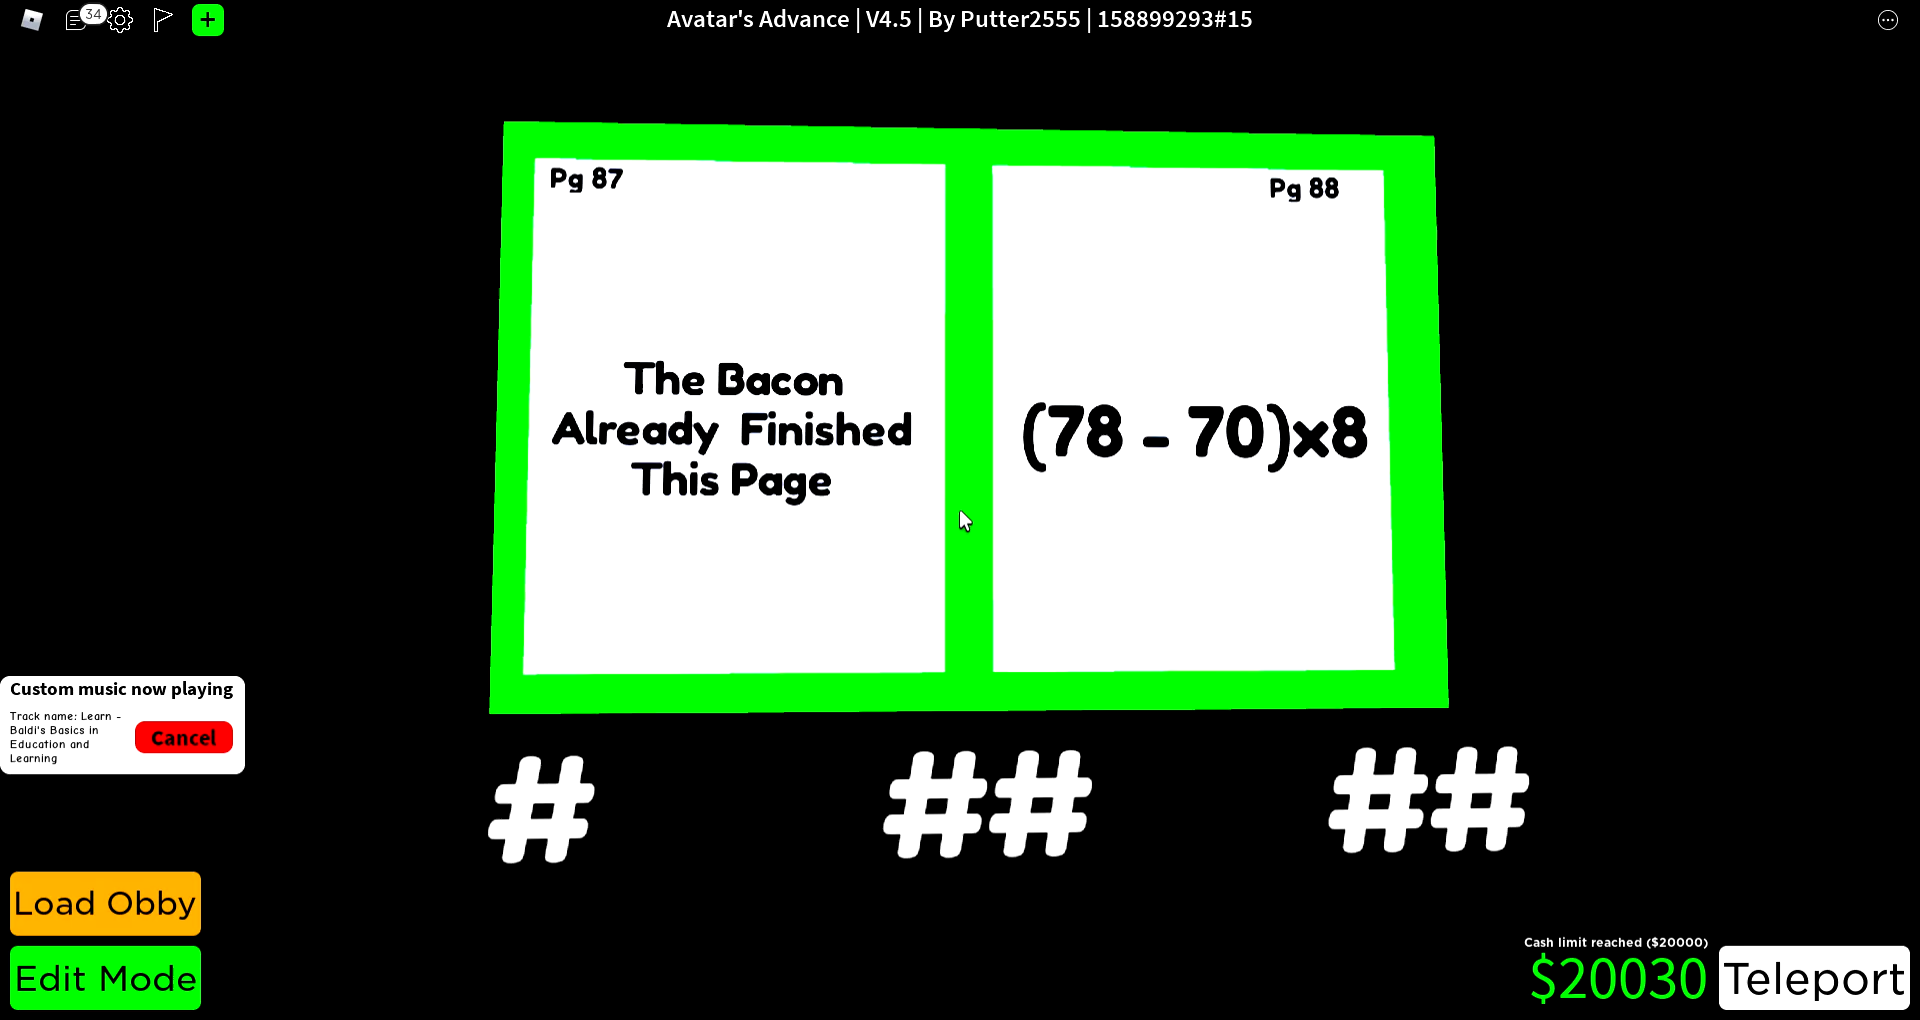 34
+
Avatar's Advance | V4.5 | By Putter2555 | 158899293#15
Pg 87
Pg 88
The Bacon
Already Finished
This Page
(78 - 70)x8
Custom music now playing
Track name: Learn -
Baldi's Basics in
Education and
Learning
Cancel
#
##
##
Load Obby
Edit Mode
Cash limit reached ($20000)
$20030
Teleport